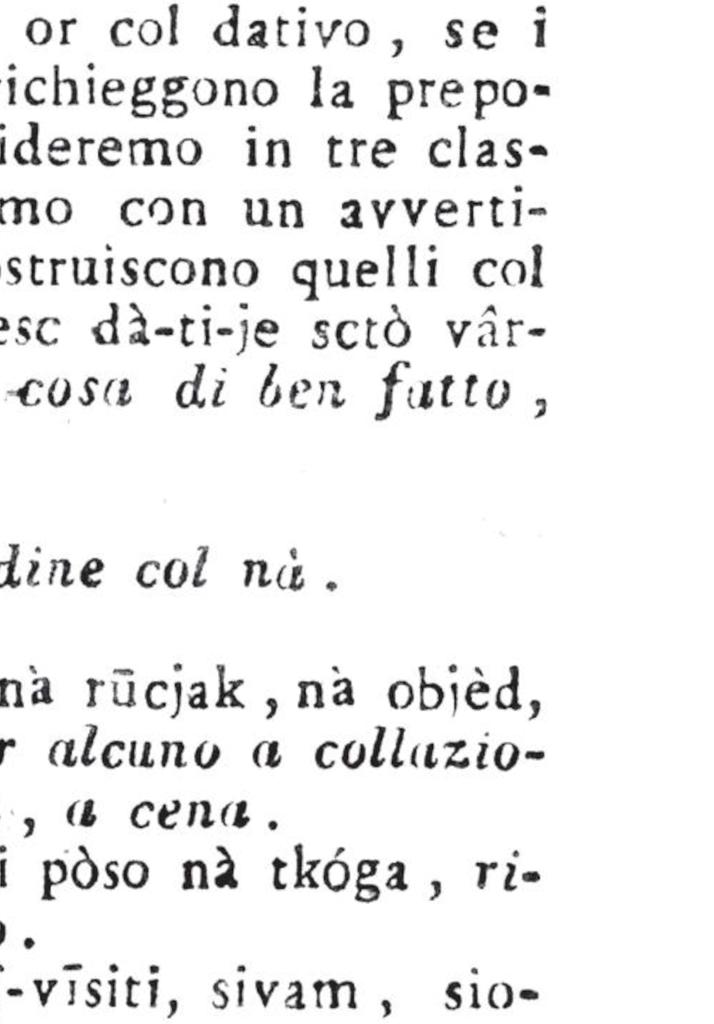 or col dativo, se i
richieggono la prepo-
ideremo in tre clas-
mo con un avverti-
struiscono quelli col
esc dà-ti-je sctò vâr-
cosa di ben fatto,
dine col nà.
nà rūcjak, nà objèd,
r alcuno a collazio-
, a cena.
i pòso nà tkóga, ri-
.
-vīsiti, sivam, sio-